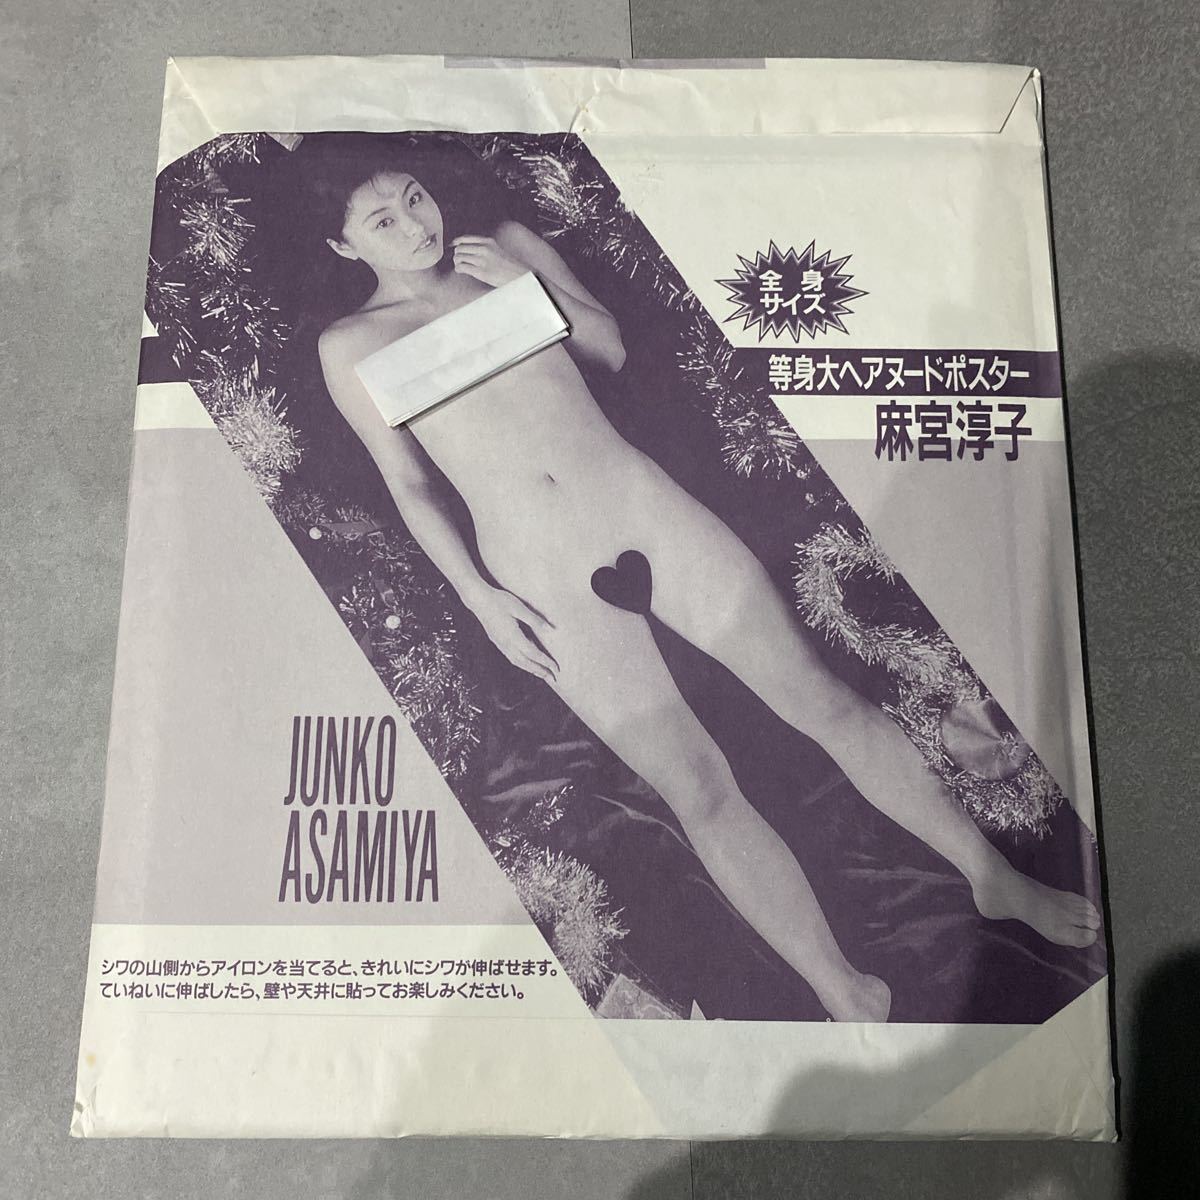 全身
サイズ
等身大ヘアヌードポスター
麻宮淳子
JUNKO
ASAMIYA
シワの山側からアイロンを当てると、きれいにシワが伸ばせます。
ていねいに伸ばしたら、壁や天井に貼ってお楽しみください。